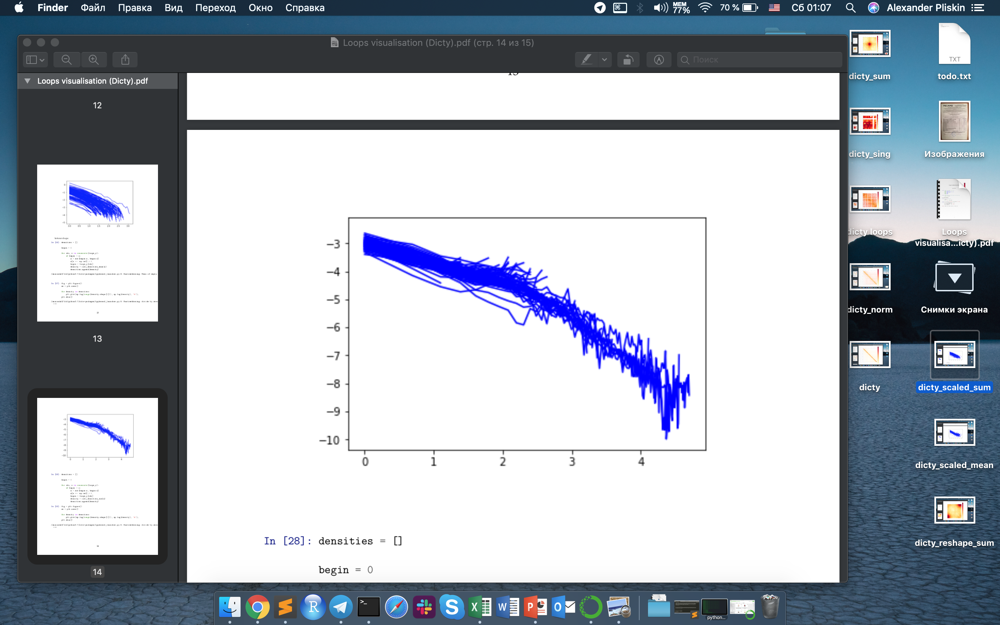 Finder Файл Правка Вид Переход Окно Справка
MEM 77% 70 % Сб 01:07 Alexander Pliskin
Loops visualisation (Dicty).pdf (стр. 14 из 15)
Поиск
Loops visualisation (Dicty).pdf
12
13
14
-3
-4
-5
-6
-7
-8
-9
-10
0 1 2 3 4
In [28]: densities = []
begin = 0
dicty_sum
todo.txt
TXT
dicty_sing
Изображения
dicty loops
Loops
visualisa...icty).pdf
dicty_norm
Снимки экрана
dicty
dicty_scaled_sum
dicty_scaled_mean
dicty_reshape_sum
python...